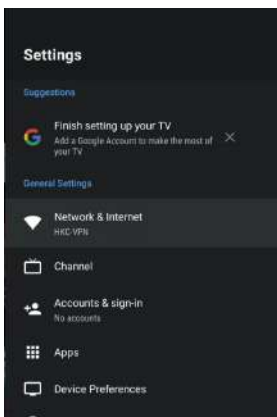 Settings
Suggestions
Finish setting up your TV
Add a Google Account to make the most of
your TV
General Settings
Network & Internet
HKC-VPN
Channel
Accounts & sign-in
No accounts
Apps
Device Preferences